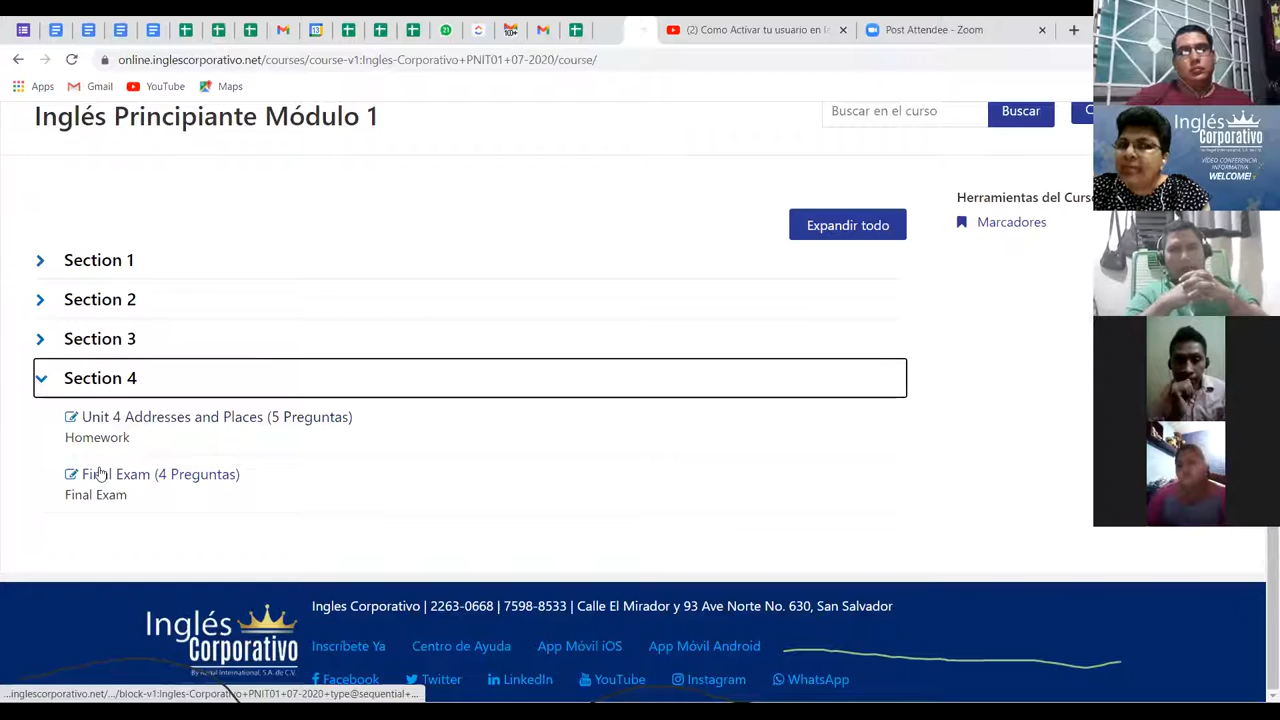 (2) Como Activar tu usuario en l
Post Attendee - Zoom
online.inglescorporativo.net/courses/course-v1:Ingles-Corporativo+PNIT01+07-2020/course/
Apps
Gmail
YouTube
Maps
Inglés Principiante Módulo 1
Buscar en el curso
Buscar
Inglés
Corporativo
VÍDEO CONFERENCIA
INFORMATIVA
WELCOME!
Herramientas del Curs
Marcadores
Expandir todo
Section 1
Section 2
Section 3
Section 4
Unit 4 Addresses and Places (5 Preguntas)
Homework
Final Exam (4 Preguntas)
Final Exam
Inglés
Corporativo
Ingles Corporativo | 2263-0668 | 7598-8533 | Calle El Mirador y 93 Ave Norte No. 630, San Salvador
Inscríbete Ya
Centro de Ayuda
App Móvil iOS
App Móvil Android
Facebook
Twitter
LinkedIn
YouTube
Instagram
WhatsApp
...inglescorporativo.net/.../block-v1:Ingles-Corporativo+PNIT01+07-2020+type@sequential+...